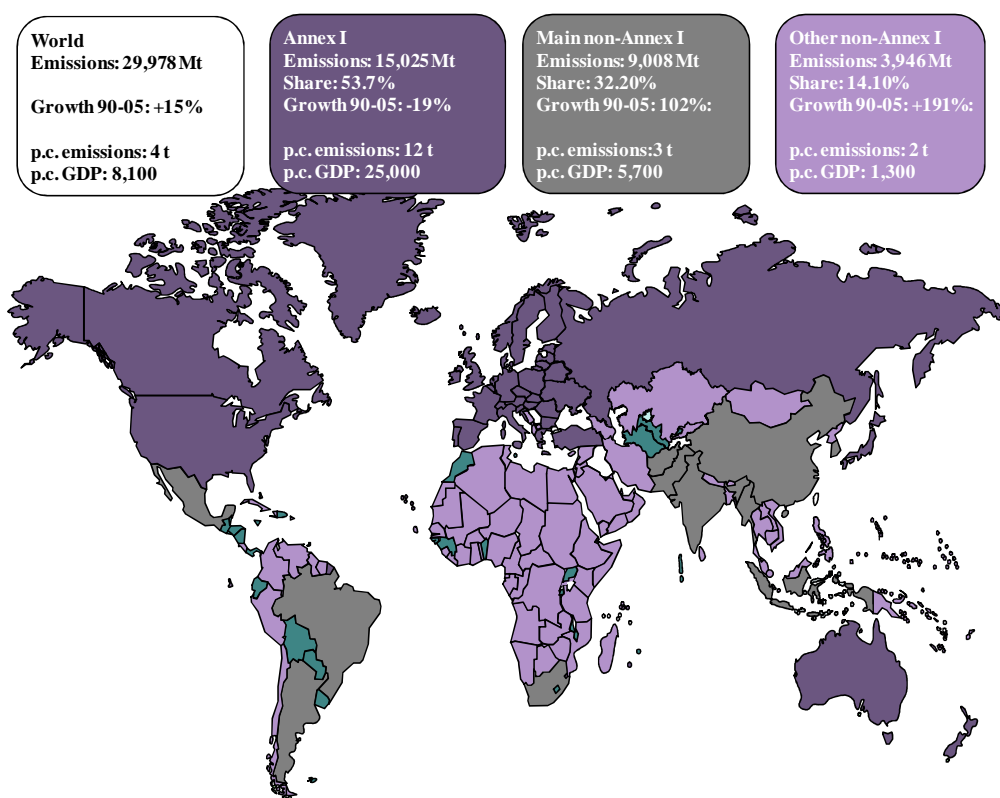 World
Emissions: 29,978 Mt
Growth 90-05: +15%
p.c. emissions: 4 t
p.c. GDP: 8,100
Annex I
Emissions: 15,025 Mt
Share: 53.7%
Growth 90-05: -19%
p.c. emissions: 12 t
p.c. GDP: 25,000
Main non-Annex I
Emissions: 9,008 Mt
Share: 32.20%
Growth 90-05: 102%:
p.c. emissions:3 t
p.c. GDP: 5,700
Other non-Annex I
Emissions: 3,946 Mt
Share: 14.10%
Growth 90-05: +191%:
p.c. emissions: 2 t
p.c. GDP: 1,300